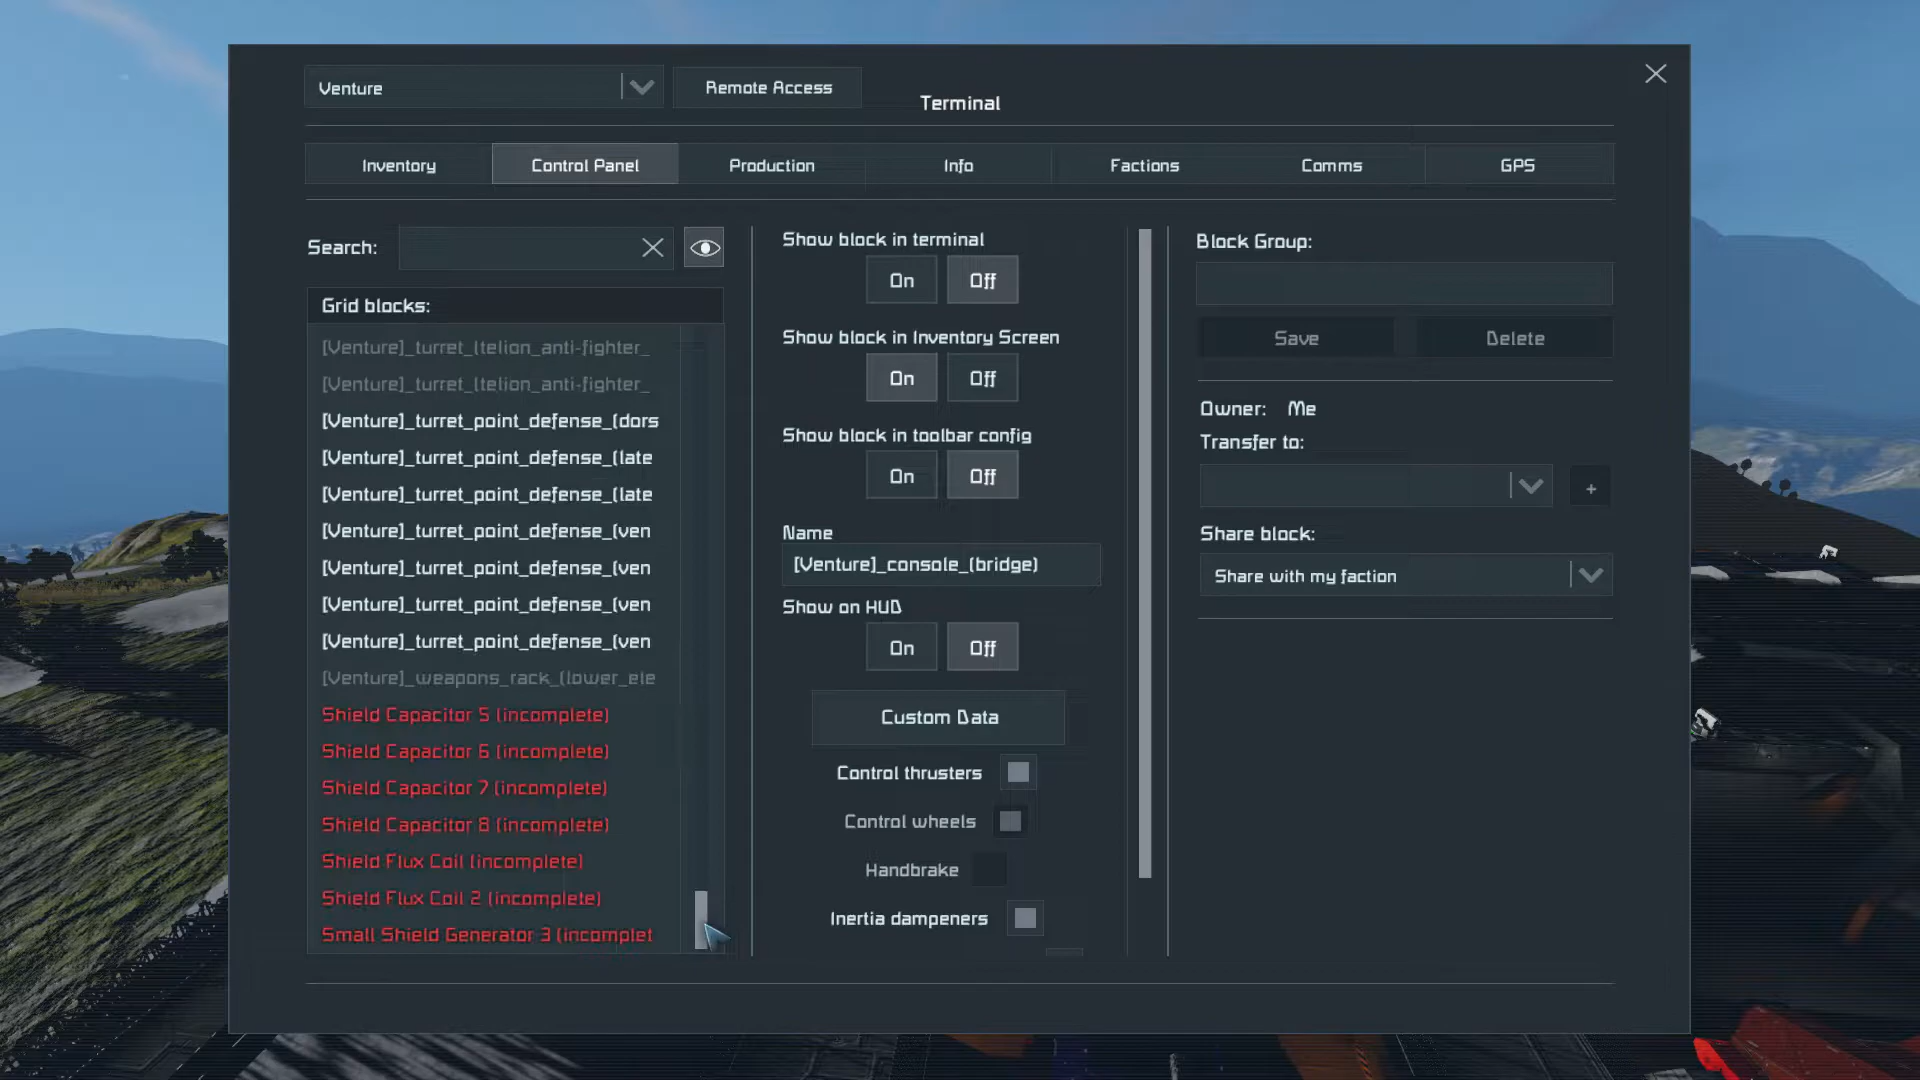 Venture
Remote Access
Terminal
Inventory
Control Panel
Production
Info
Factions
Comms
GPS
Search:
Grid blocks:
[Venture]_turret_(telion_anti-fighter_
[Venture]_turret_(telion_anti-fighter_
[Venture]_turret_point_defense_(dors
[Venture]_turret_point_defense_(late
[Venture]_turret_point_defense_(late
[Venture]_turret_point_defense_(ven
[Venture]_turret_point_defense_(ven
[Venture]_turret_point_defense_(ven
[Venture]_turret_point_defense_(ven
[Venture]_weapons_rack_(lower_ele
Shield Capacitor 5 (incomplete)
Shield Capacitor 6 (incomplete)
Shield Capacitor 7 (incomplete)
Shield Capacitor 8 (incomplete)
Shield Flux Coil (incomplete)
Shield Flux Coil 2 (incomplete)
Small Shield Generator 3 (incomplet
Show block in terminal
On Off
Show block in Inventory Screen
On Off
Show block in toolbar config
On Off
Name
[Venture]_console_(bridge)
Show on HUD
On Off
Custom Data
Control thrusters
Control wheels
Handbrake
Inertia dampeners
Block Group:
Save Delete
Owner: Me
Transfer to:
+
Share block:
Share with my faction